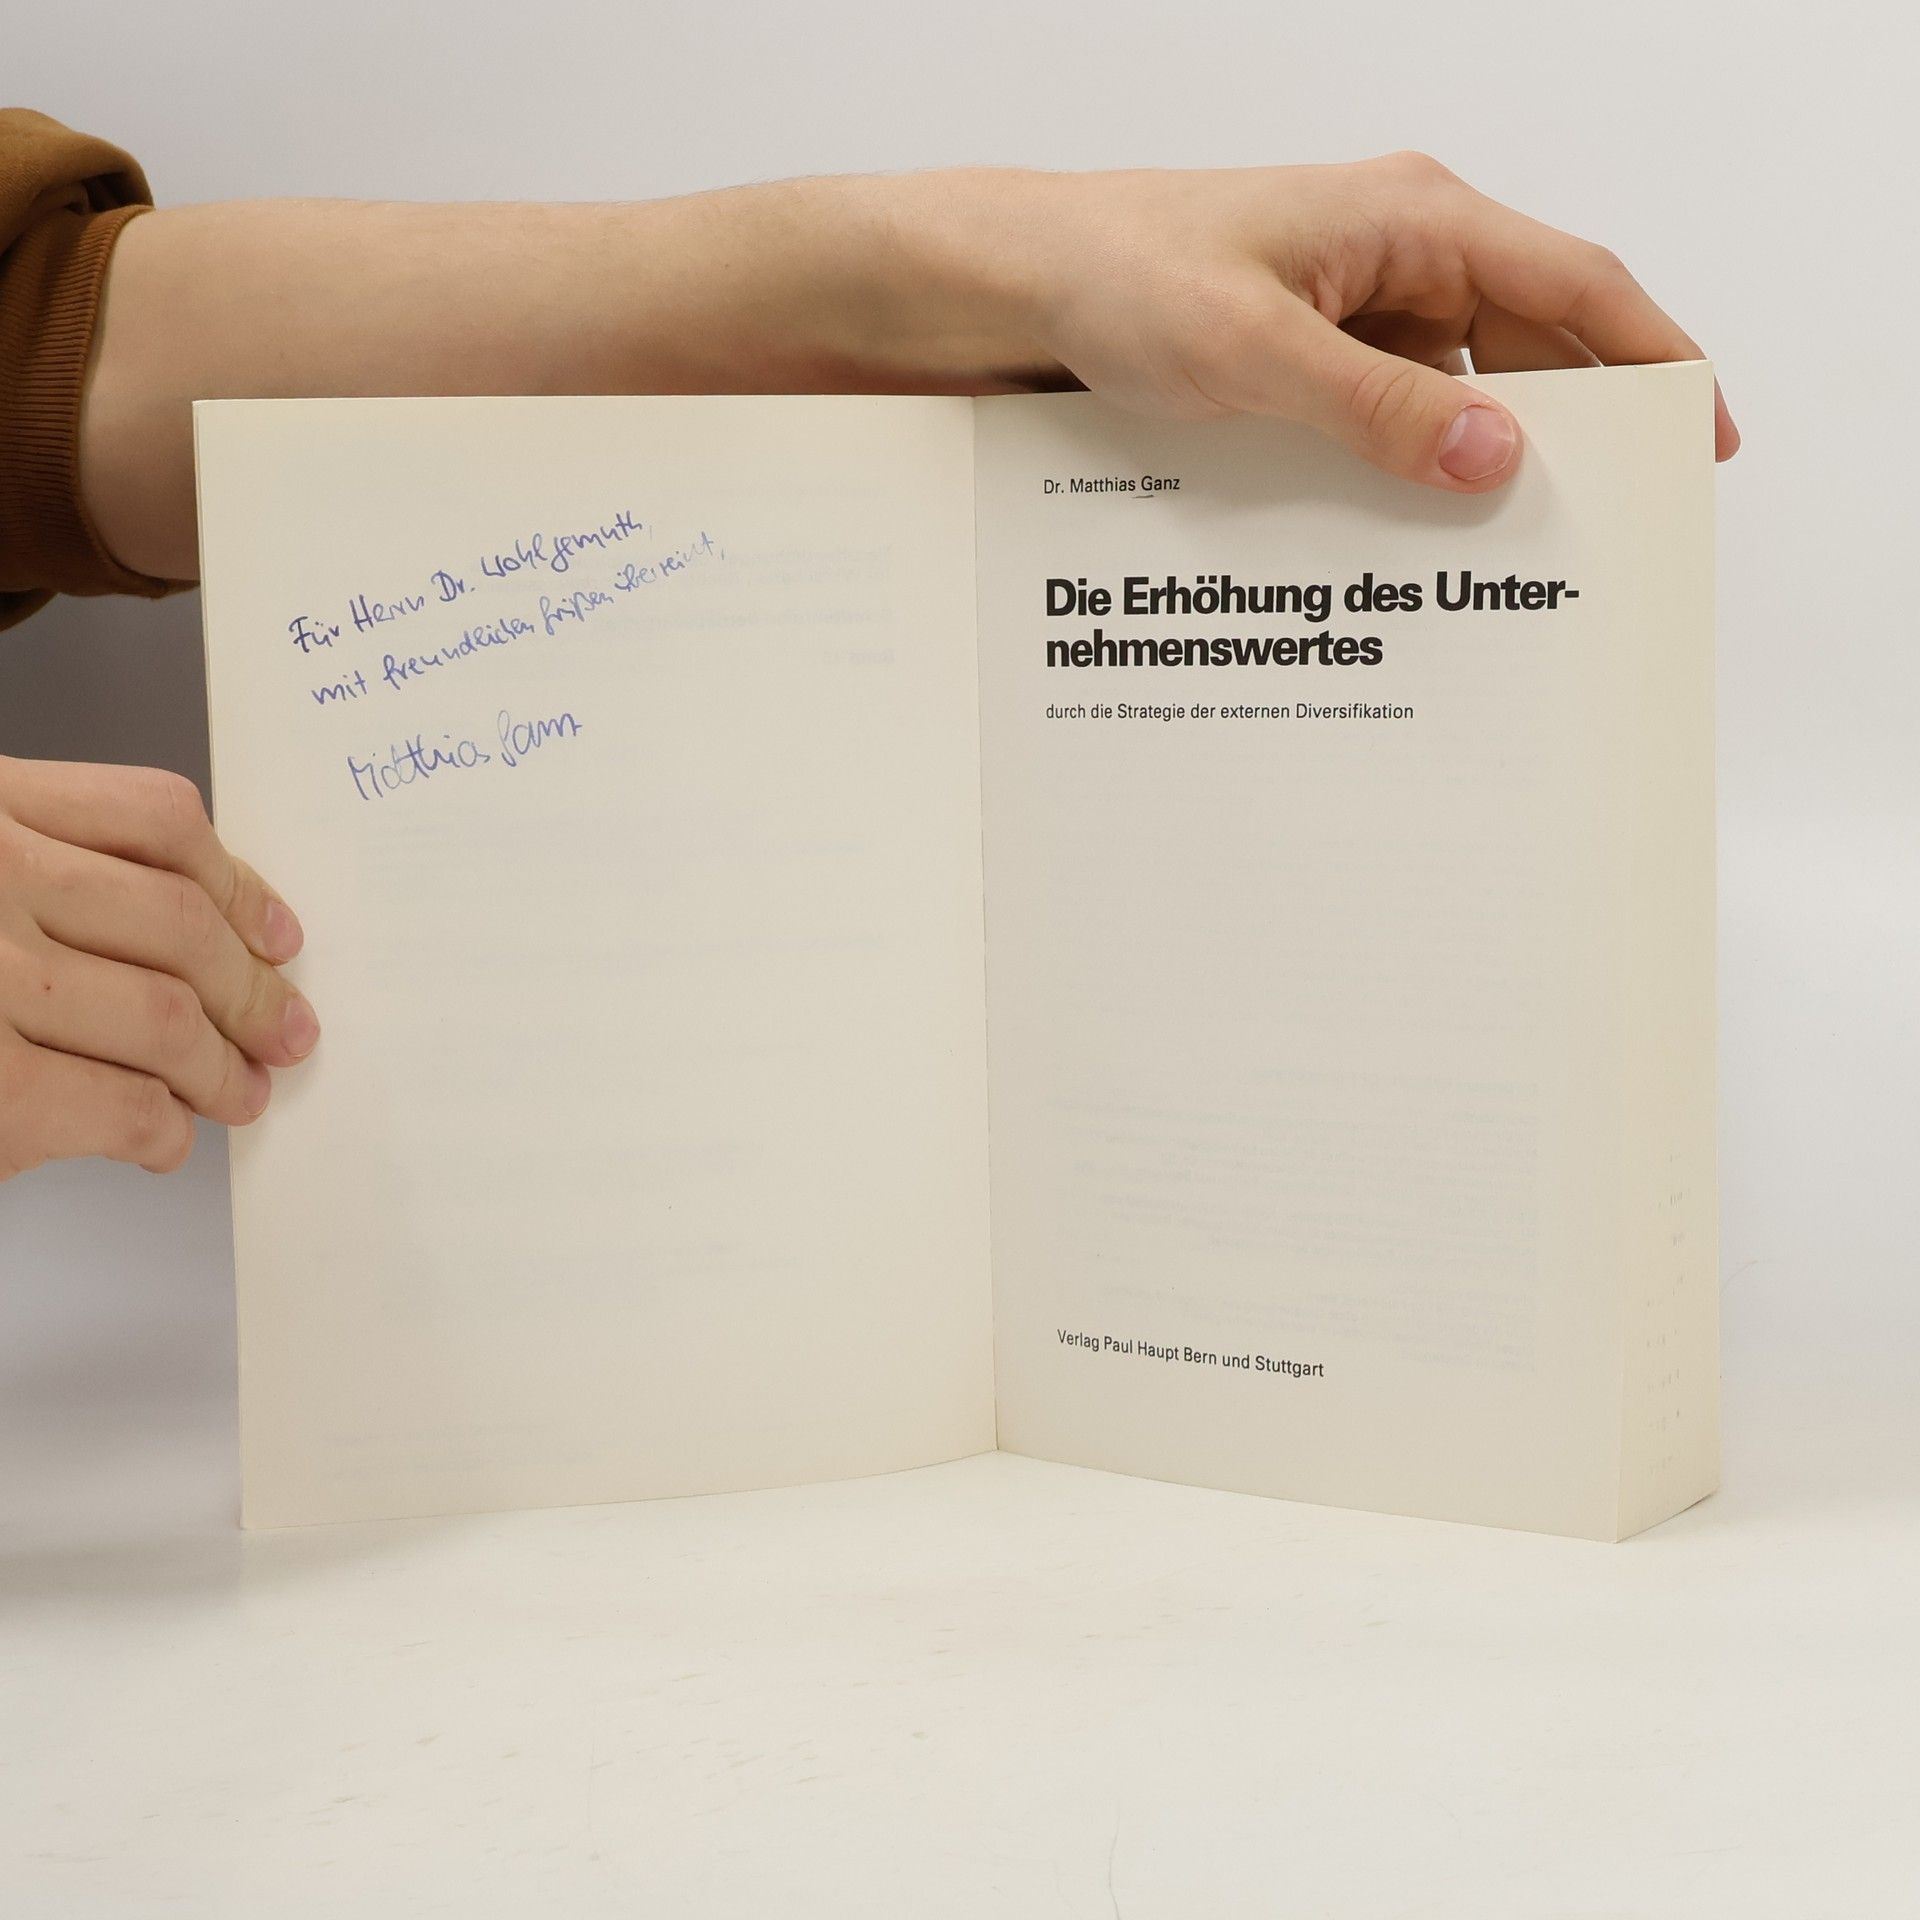 Für Herrn Dr. Wohlgemuth,
mit freundlichen Grüßen überreicht,
Matthias Ganz
Dr. Matthias Ganz
Die Erhöhung des Unter-
nehmenswertes
durch die Strategie der externen Diversifikation
Verlag Paul Haupt Bern und Stuttgart